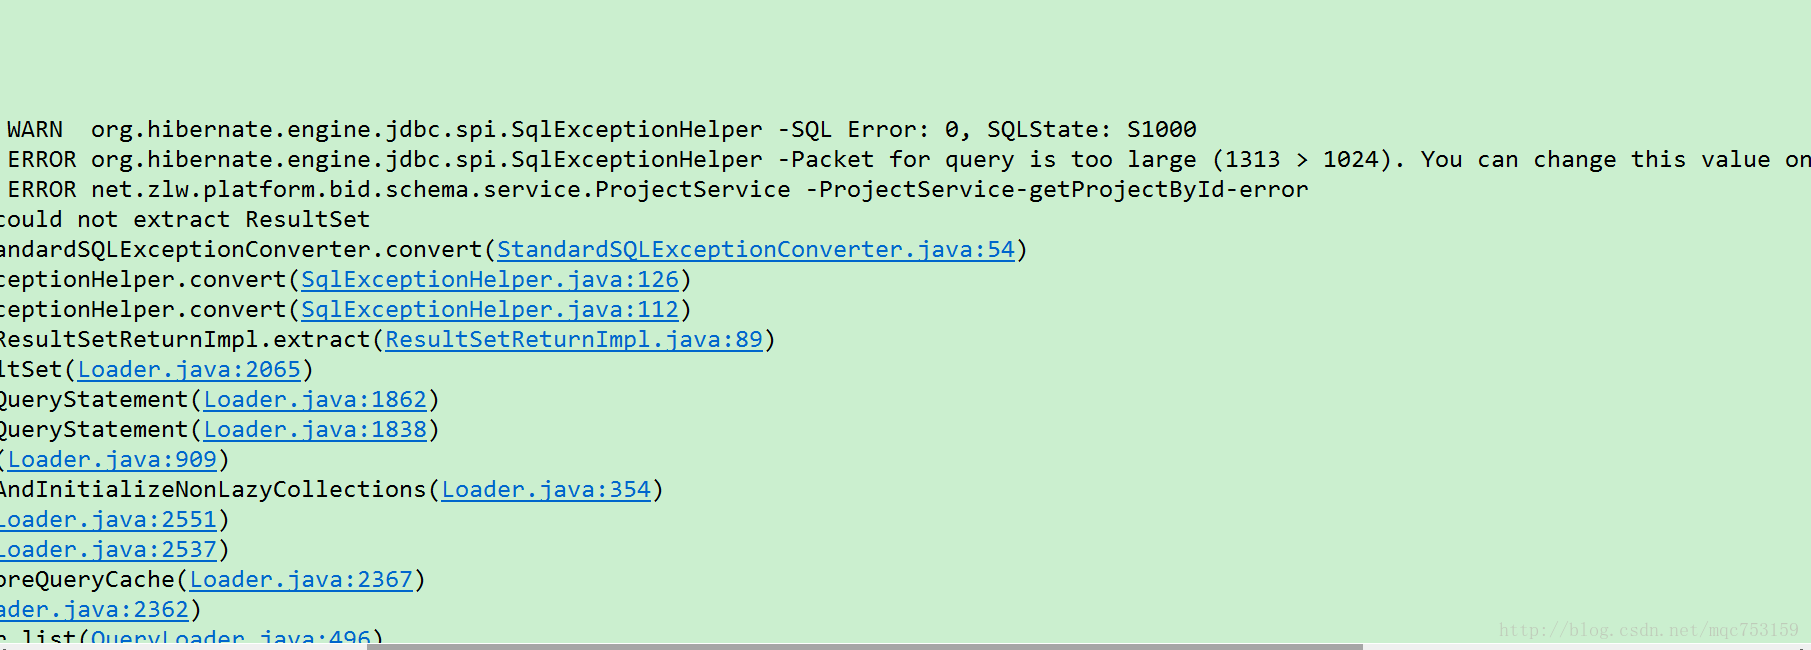 WARN  org.hibernate.engine.jdbc.spi.SqlExceptionHelper -SQL Error: 0, SQLState: S1000
ERROR org.hibernate.engine.jdbc.spi.SqlExceptionHelper -Packet for query is too large (1313 > 1024). You can change this value on
ERROR net.zlw.platform.bid.schema.service.ProjectService -ProjectService-getProjectById-error
could not extract ResultSet
andardSQLExceptionConverter.convert(StandardSQLExceptionConverter.java:54)
ceptionHelper.convert(SqlExceptionHelper.java:126)
ceptionHelper.convert(SqlExceptionHelper.java:112)
ResultSetReturnImpl.extract(ResultSetReturnImpl.java:89)
ltSet(Loader.java:2065)
QueryStatement(Loader.java:1862)
QueryStatement(Loader.java:1838)
(Loader.java:909)
AndInitializeNonLazyCollections(Loader.java:354)
Loader.java:2551)
Loader.java:2537)
oreQueryCache(Loader.java:2367)
ader.java:2362)
r.list(QueryLoader.java:496)
http://blog.csdn.net/mqc753159